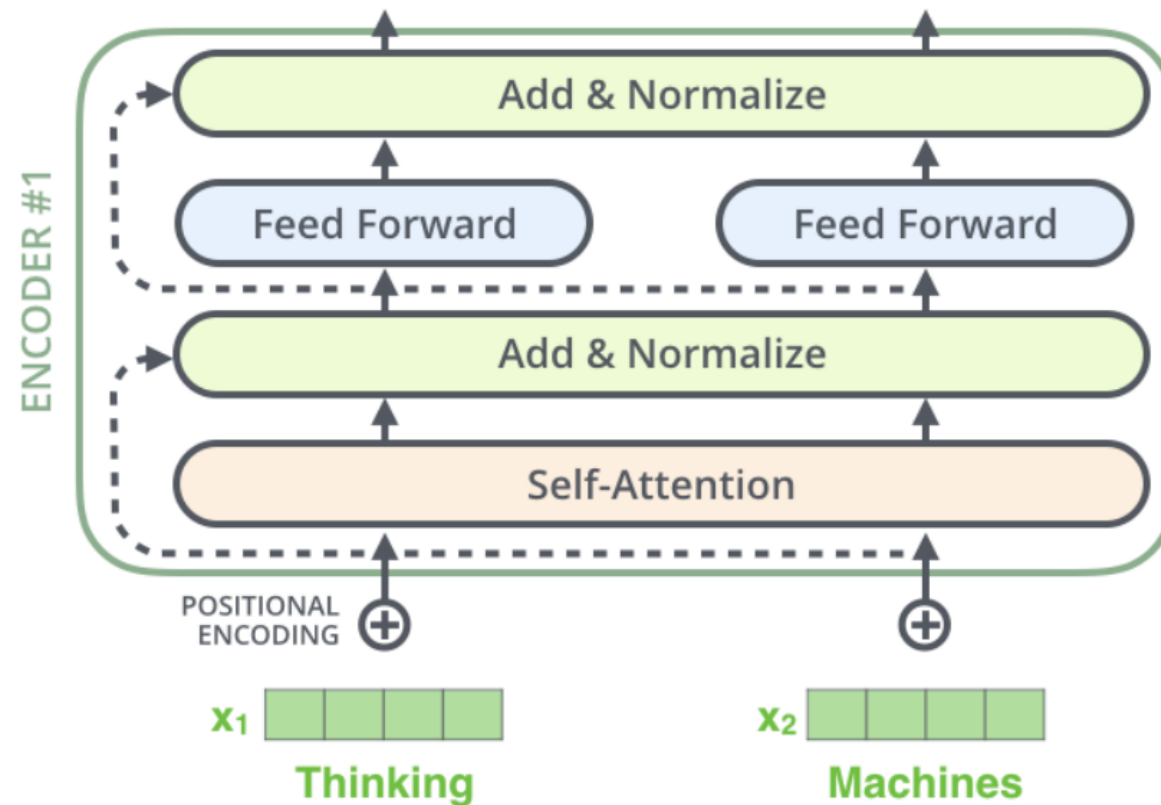 ENCODER #1
Add & Normalize
Feed Forward
Feed Forward
Add & Normalize
Self-Attention
POSITIONAL
ENCODING
x₁
x₂
Thinking
Machines